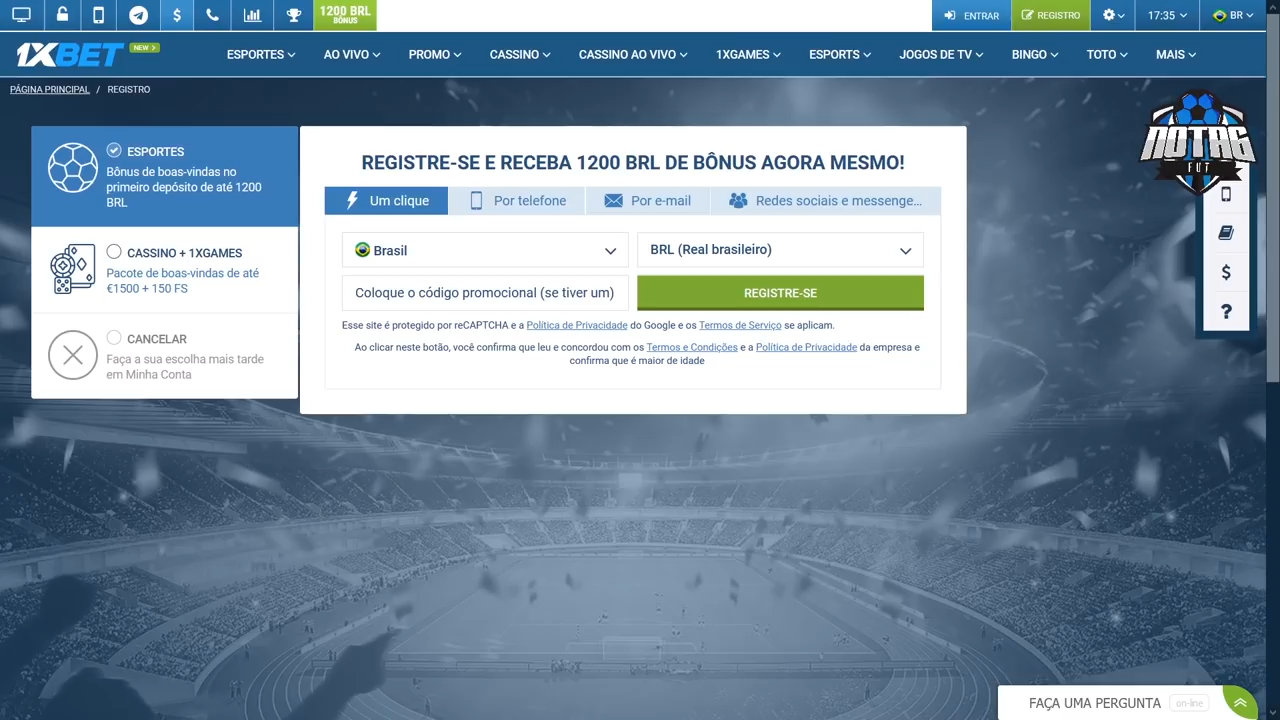 1200 BRL
BÔNUS
ENTRAR
REGISTRO
17:35
BR
1XBET
NEW >
ESPORTES
AO VIVO
PROMO
CASSINO
CASSINO AO VIVO
1XGAMES
ESPORTS
JOGOS DE TV
BINGO
TOTO
MAIS
PÁGINA PRINCIPAL / REGISTRO
NOTAG
FUT
ESPORTES
Bônus de boas-vindas no
primeiro depósito de até 1200
BRL
CASSINO + 1XGAMES
Pacote de boas-vindas de até
€1500 + 150 FS
CANCELAR
Faça a sua escolha mais tarde
em Minha Conta
REGISTRE-SE E RECEBA 1200 BRL DE BÔNUS AGORA MESMO!
Um clique
Por telefone
Por e-mail
Redes sociais e messenge...
Brasil
BRL (Real brasileiro)
Coloque o código promocional (se tiver um)
REGISTRE-SE
Esse site é protegido por reCAPTCHA e a Política de Privacidade do Google e os Termos de Serviço se aplicam.
Ao clicar neste botão, você confirma que leu e concordou com os Termos e Condições e a Política de Privacidade da empresa e
confirma que é maior de idade
$
?
FAÇA UMA PERGUNTA
on-line